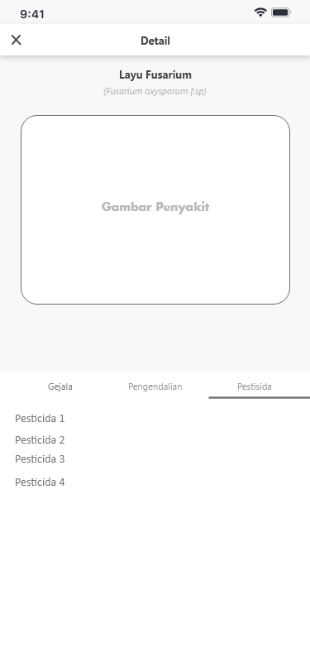 9:41
Detail
Layu Fusarium
(Fusarium oxysporum f.sp)
Gambar Penyakit
Gejala Pengendalian Pestisida
Pesticida 1
Pesticida 2
Pesticida 3
Pesticida 4